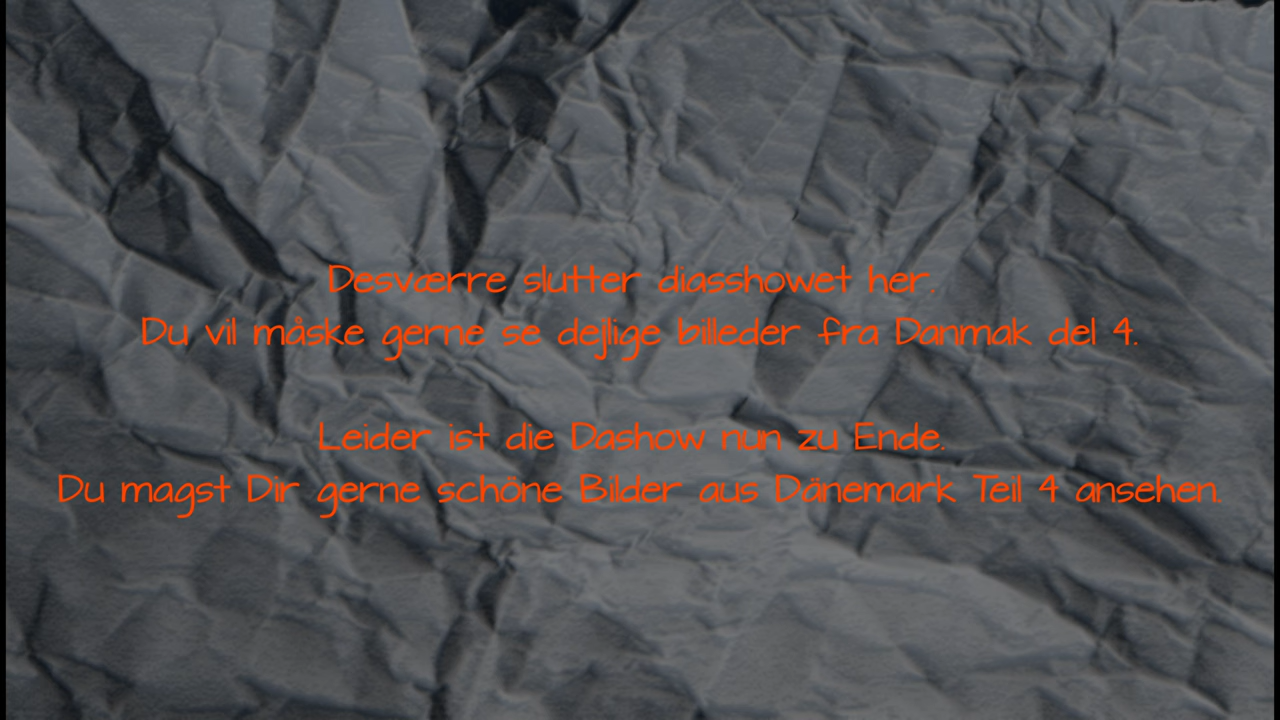 Desværre slutter diasshowet her.
Du vil måske gerne se dejlige billeder fra Danmak del 4.
Leider ist die Dashow nun zu Ende.
Du magst Dir gerne schöne Bilder aus Dänemark Teil 4 ansehen.